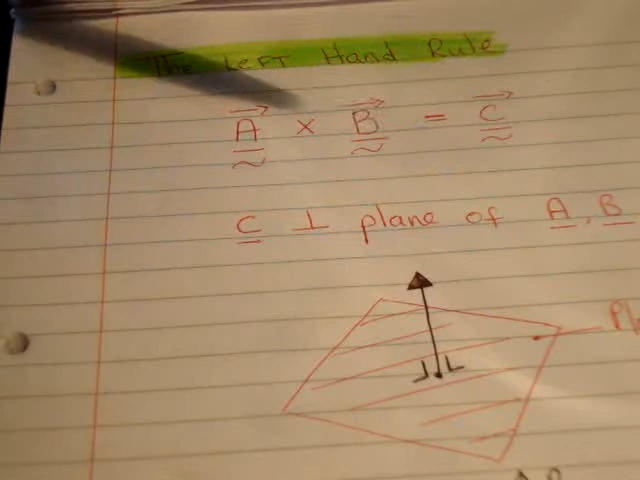 The Left Hand Rule
A × B = C
C ⊥ plane of A, B